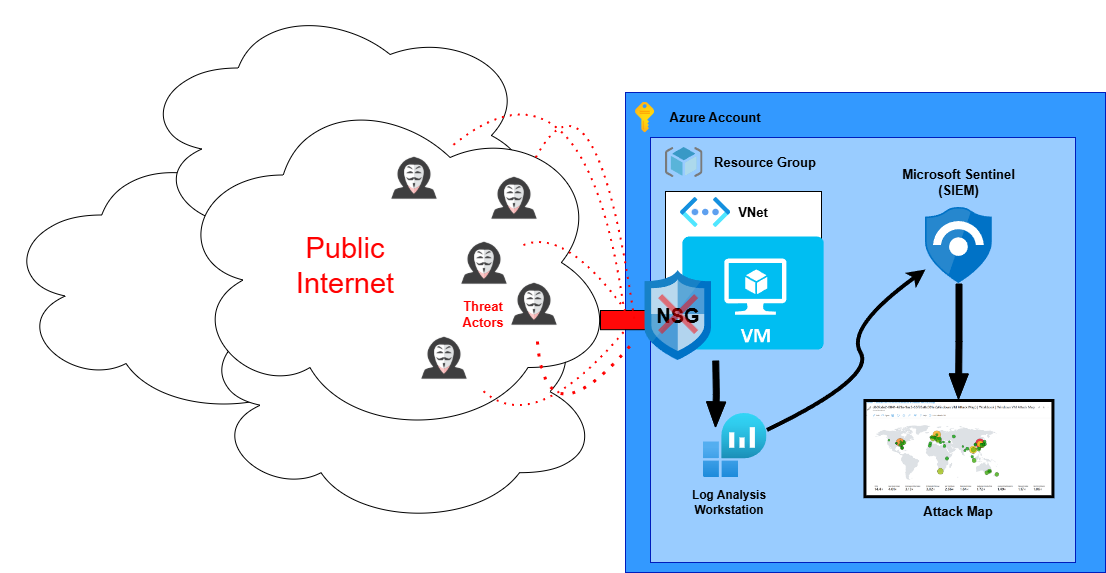 Public
Internet
Threat
Actors
Azure Account
Resource Group
VNet
NSG
VM
Log Analysis
Workstation
Microsoft Sentinel
(SIEM)
Attack Map